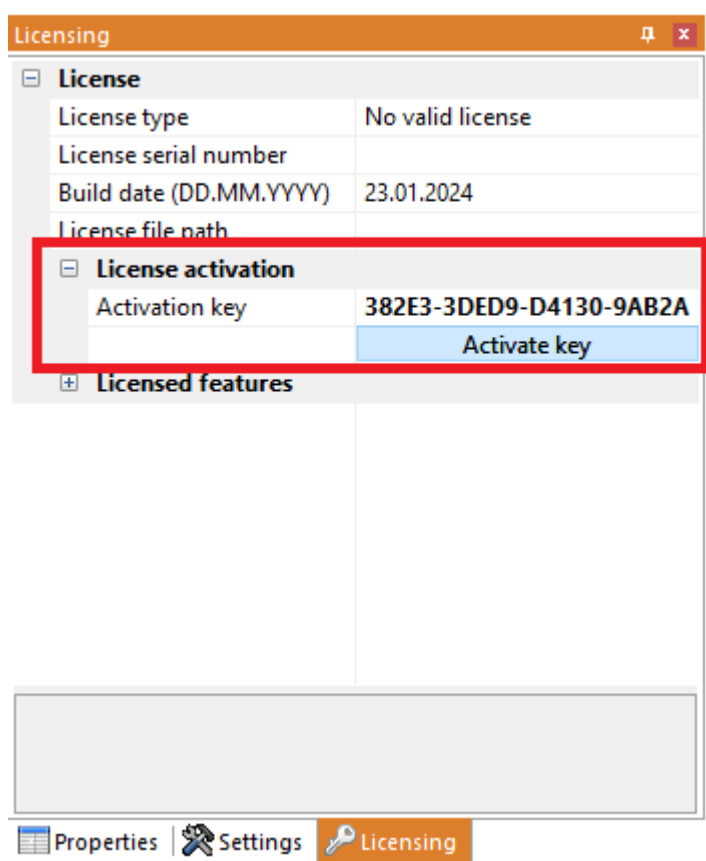 Licensing
License
License type No valid license
License serial number
Build date (DD.MM.YYYY) 23.01.2024
License file path
License activation
Activation key 382E3-3DED9-D4130-9AB2A
Activate key
Licensed features
Properties Settings Licensing